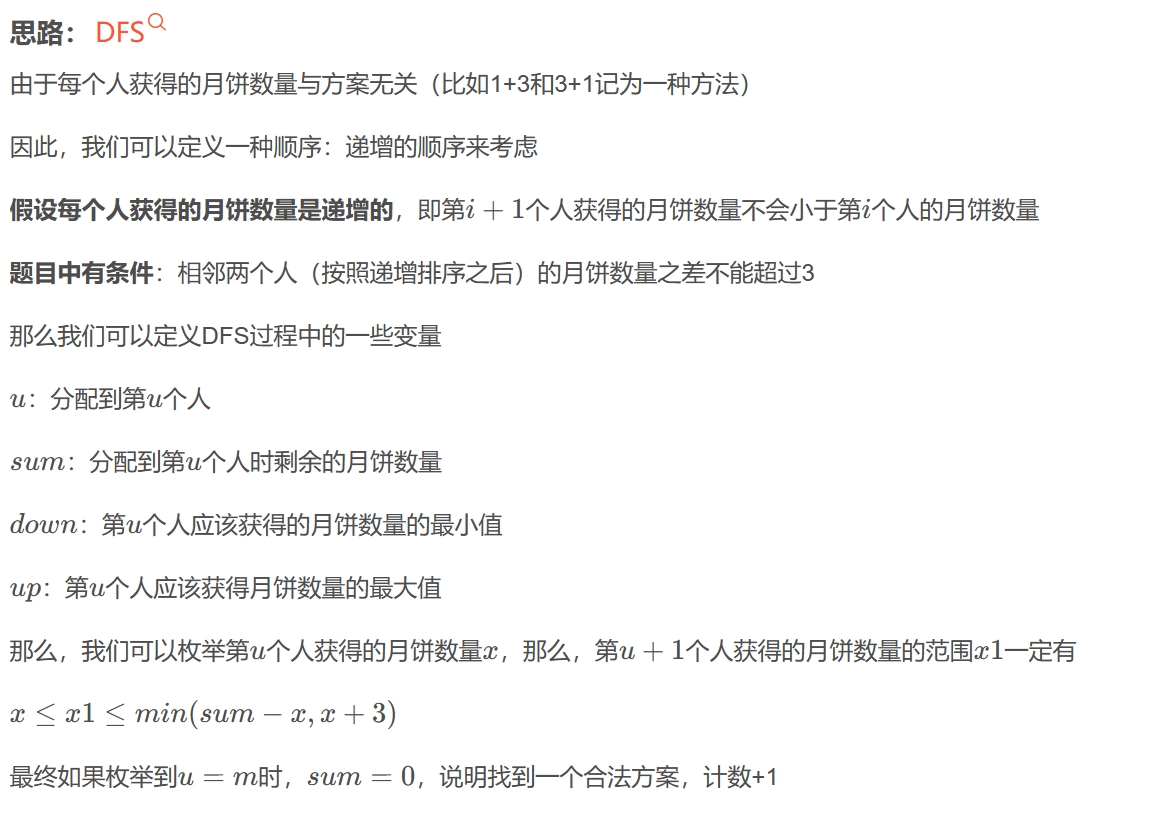 思路： DFS
由于每个人获得的月饼数量与方案无关（比如1+3和3+1记为一种方法）
因此，我们可以定义一种顺序：递增的顺序来考虑
假设每个人获得的月饼数量是递增的，即第i + 1个人获得的月饼数量不会小于第i个人的月饼数量
题目中有条件：相邻两个人（按照递增排序之后）的月饼数量之差不能超过3
那么我们可以定义DFS过程中的一些变量
u：分配到第u个人
sum：分配到第u个人时剩余的月饼数量
down：第u个人应该获得的月饼数量的最小值
up：第u个人应该获得月饼数量的最大值
那么，我们可以枚举第u个人获得的月饼数量x，那么，第u + 1个人获得的月饼数量的范围x1一定有
x ≤ x1 ≤ min(sum − x, x + 3)
最终如果枚举到u = m时，sum = 0，说明找到一个合法方案，计数+1